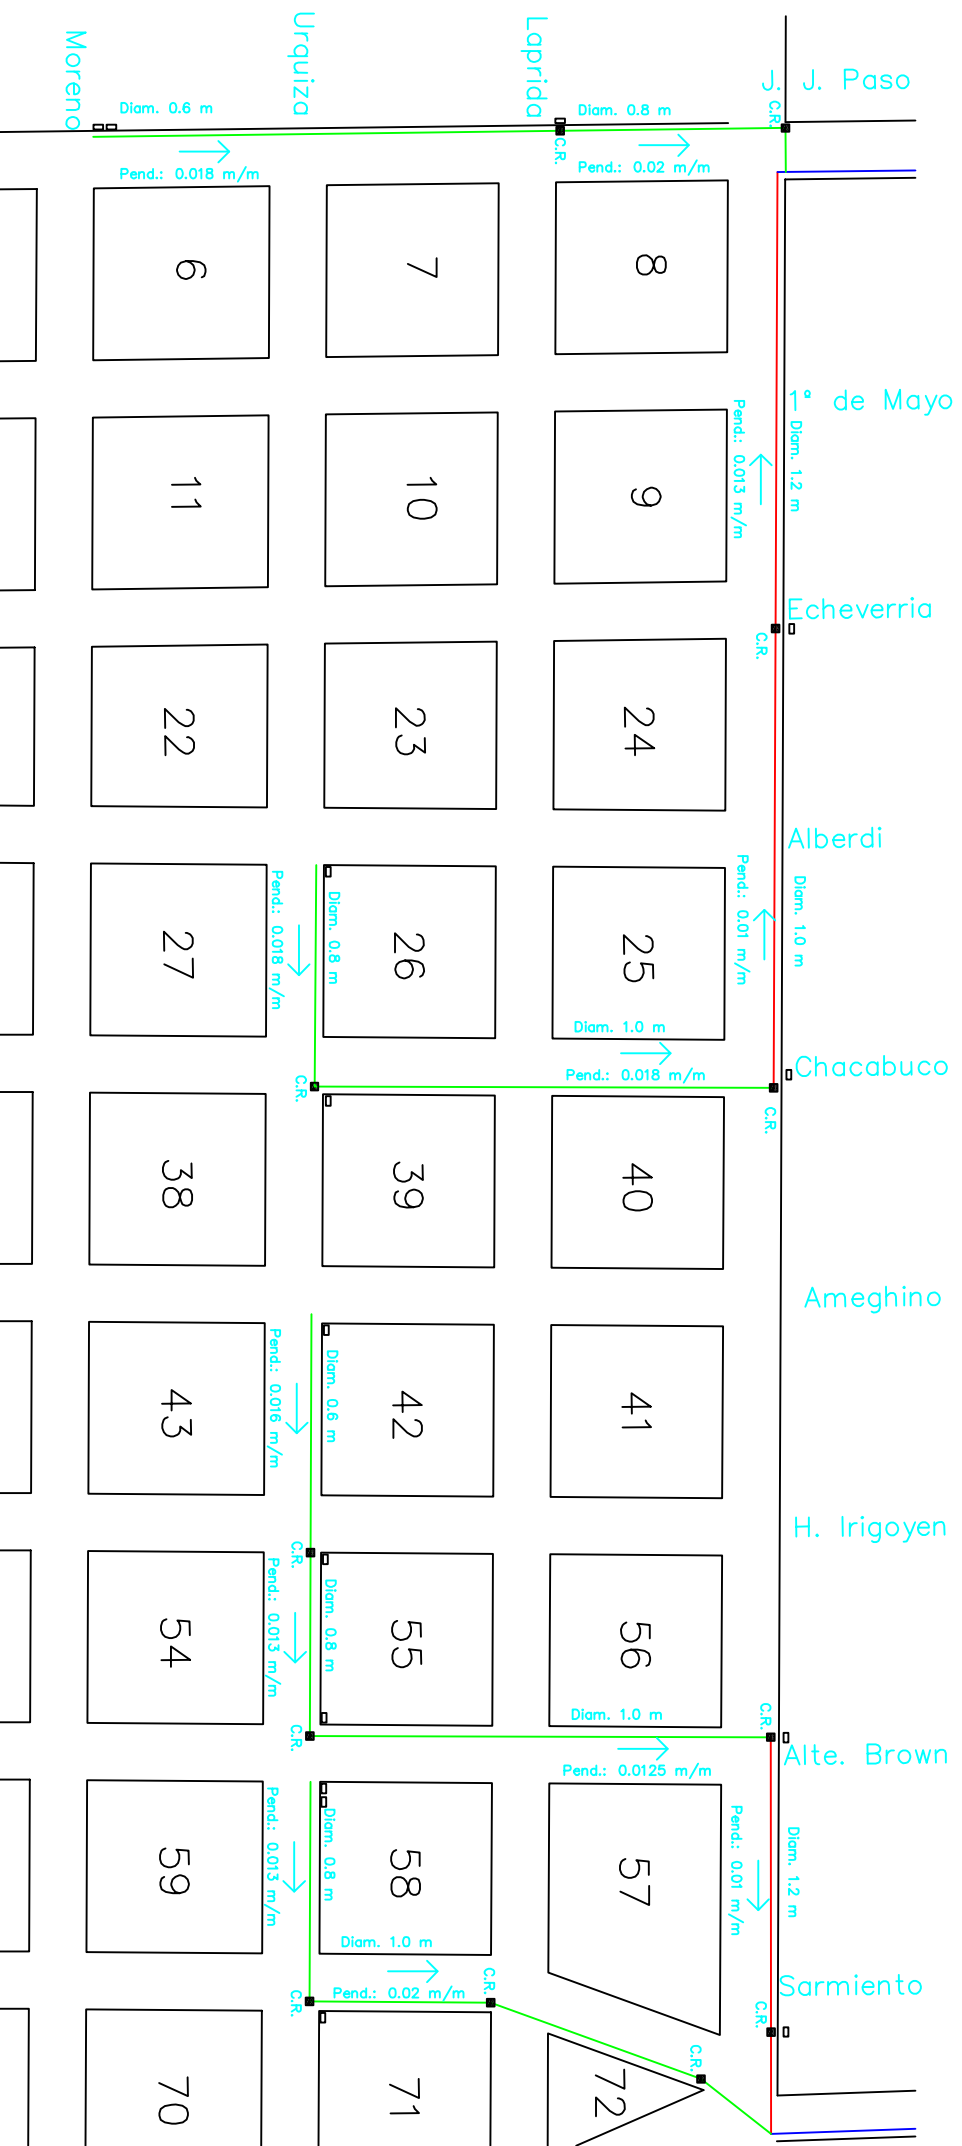 Moreno
Urquiza
Laprida
J. J. Paso
Diam. 0.6 m
Diam. 0.8 m
C.R.
C.R.
Pend.: 0.018 m/m
Pend.: 0.02 m/m
6
7
8
1° de Mayo
Pend.: 0.013 m/m
Diam. 1.2 m
11
10
9
Echeverria
C.R.
22
23
24
Alberdi
Pend.: 0.018 m/m
Diam. 0.8 m
Pend.: 0.01 m/m
Diam. 1.0 m
27
26
25
Diam. 1.0 m
Pend.: 0.018 m/m
Chacabuco
C.R.
C.R.
38
39
40
Ameghino
Pend.: 0.016 m/m
Diam. 0.6 m
43
42
41
H. Irigoyen
C.R.
Pend.: 0.013 m/m
Diam. 0.8 m
54
55
56
Diam. 1.0 m
C.R.
C.R.
Alte. Brown
Pend.: 0.0125 m/m
Pend.: 0.013 m/m
Diam. 0.8 m
Pend.: 0.01 m/m
Diam. 1.2 m
59
58
57
Diam. 1.0 m
Pend.: 0.02 m/m
Sarmiento
C.R.
C.R.
C.R.
C.R.
70
71
72